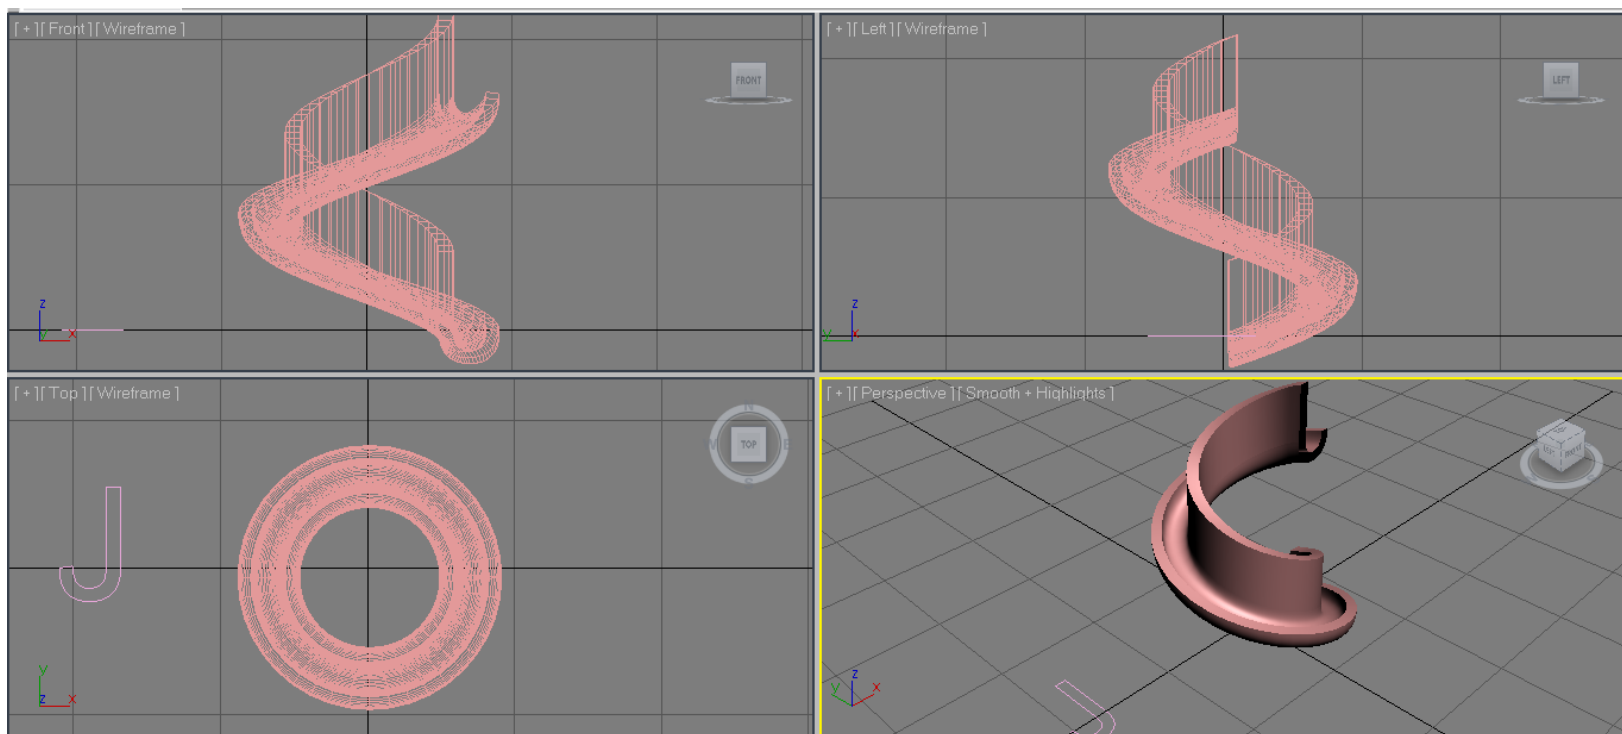 [ + ][ Front ][ Wireframe ]
FRONT
z
y
x
[ + ][ Left ][ Wireframe ]
LEFT
z
y
x
[ + ][ Top ][ Wireframe ]
TOP
y
z
x
[ + ][ Perspective ][ Smooth + Highlights ]
z
y
x